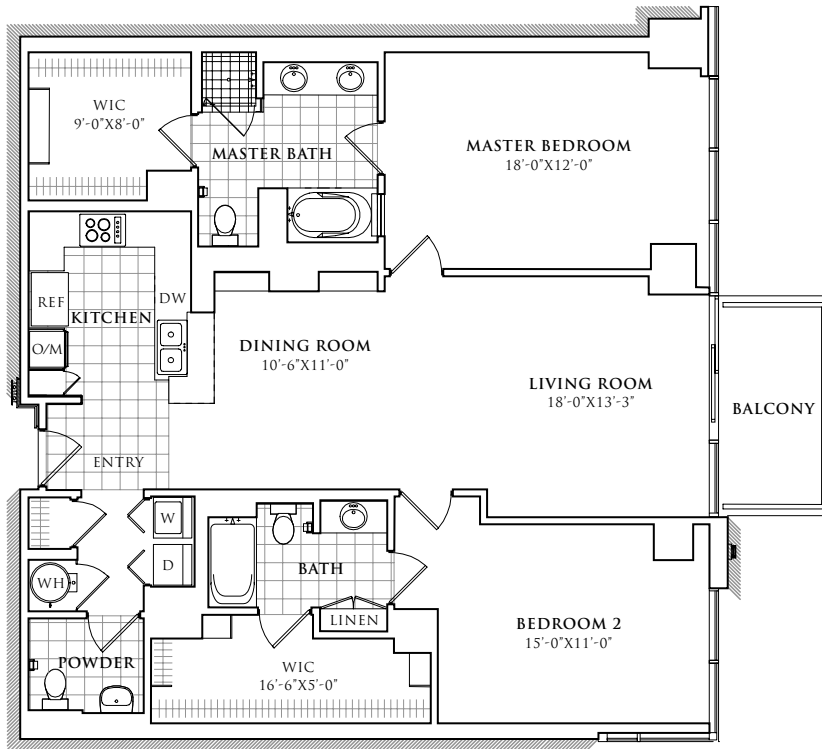 WIC
9'-0"X8'-0"
MASTER BATH
MASTER BEDROOM
18'-0"X12'-0"
REF
DW
KITCHEN
O/M
DINING ROOM
10'-6"X11'-0"
LIVING ROOM
18'-0"X13'-3"
BALCONY
ENTRY
W
D
WH
BATH
LINEN
POWDER
WIC
16'-6"X5'-0"
BEDROOM 2
15'-0"X11'-0"